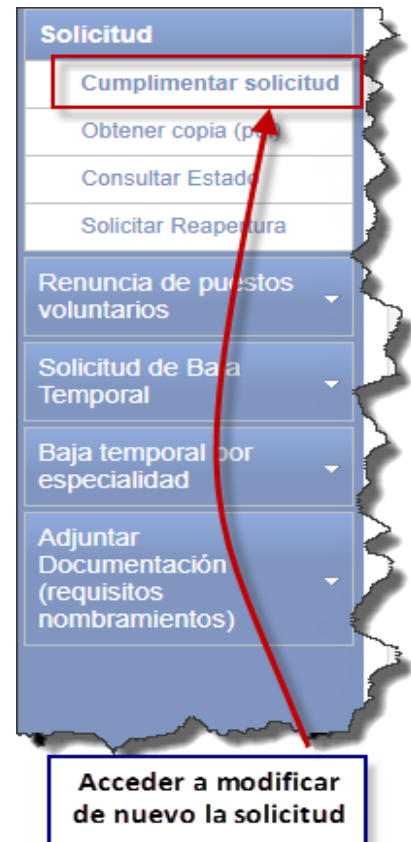 Solicitud
Cumplimentar solicitud
Obtener copia (pdf)
Consultar Estado
Solicitar Reapertura
Renuncia de puestos
voluntarios
Solicitud de Baja
Temporal
Baja temporal por
especialidad
Adjuntar
Documentación
(requisitos
nombramientos)
Acceder a modificar
de nuevo la solicitud